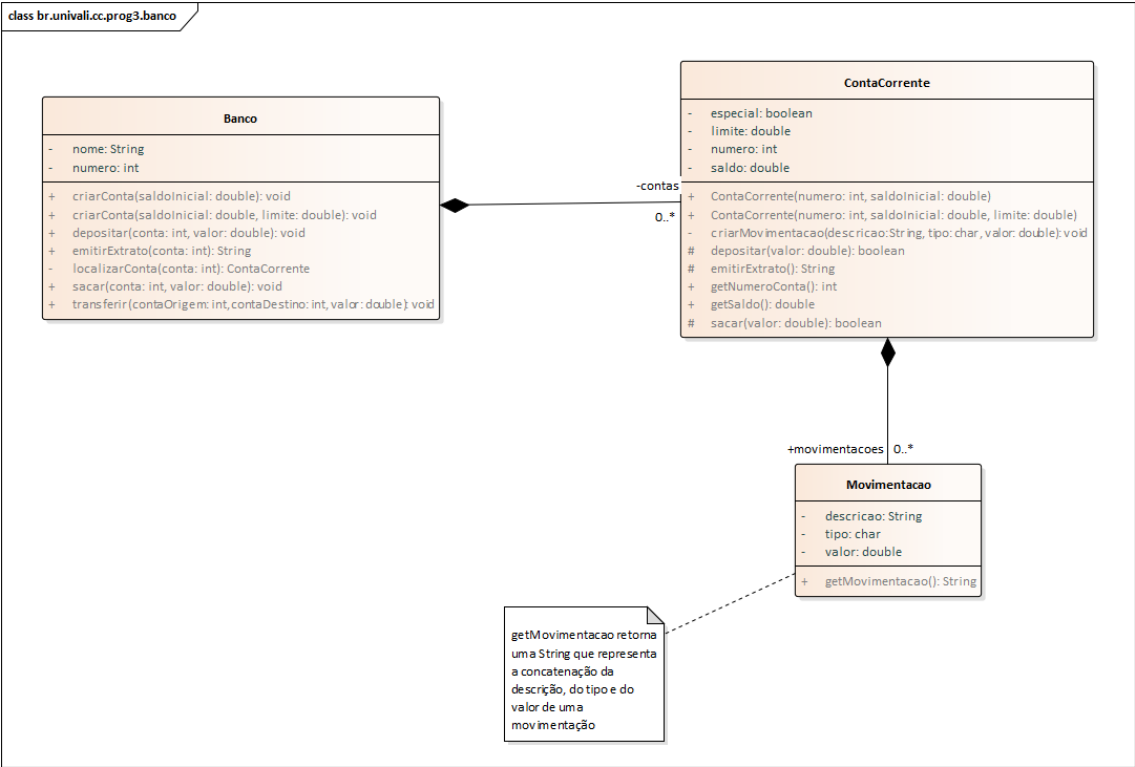 class br.univali.cc.prog3.banco
Banco
- nome: String
- numero: int
+ criarConta(saldoInicial: double): void
+ criarConta(saldoInicial: double, limite: double): void
+ depositar(conta: int, valor: double): void
+ emitirExtrato(conta: int): String
- localizarConta(conta: int): ContaCorrente
+ sacar(conta: int, valor: double): void
+ transferir(contaOrigem: int, contaDestino: int, valor: double): void
-contas
0..*
ContaCorrente
- especial: boolean
- limite: double
- numero: int
- saldo: double
+ ContaCorrente(numero: int, saldoInicial: double)
+ ContaCorrente(numero: int, saldoInicial: double, limite: double)
- criarMovimentacao(descricao:String, tipo: char, valor: double): void
# depositar(valor: double): boolean
# emitirExtrato(): String
+ getNumeroConta(): int
+ getSaldo(): double
# sacar(valor: double): boolean
+movimentacoes 0..*
Movimentacao
- descricao: String
- tipo: char
- valor: double
+ getMovimentacao(): String
getMovimentacao retorna
uma String que representa
a concatenação da
descrição, do tipo e do
valor de uma
movimentação